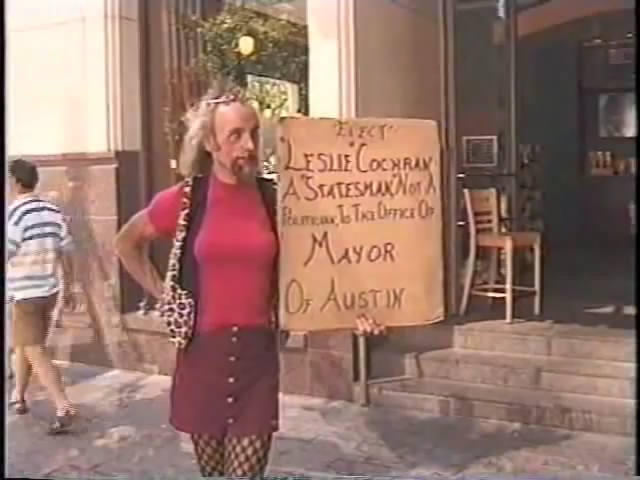 "ELECT"
"LESLIE" COCHRAN
A "STATESMAN" NOT A
POLITICIAN, TO THE OFFICE OF
MAYOR
OF AUSTIN